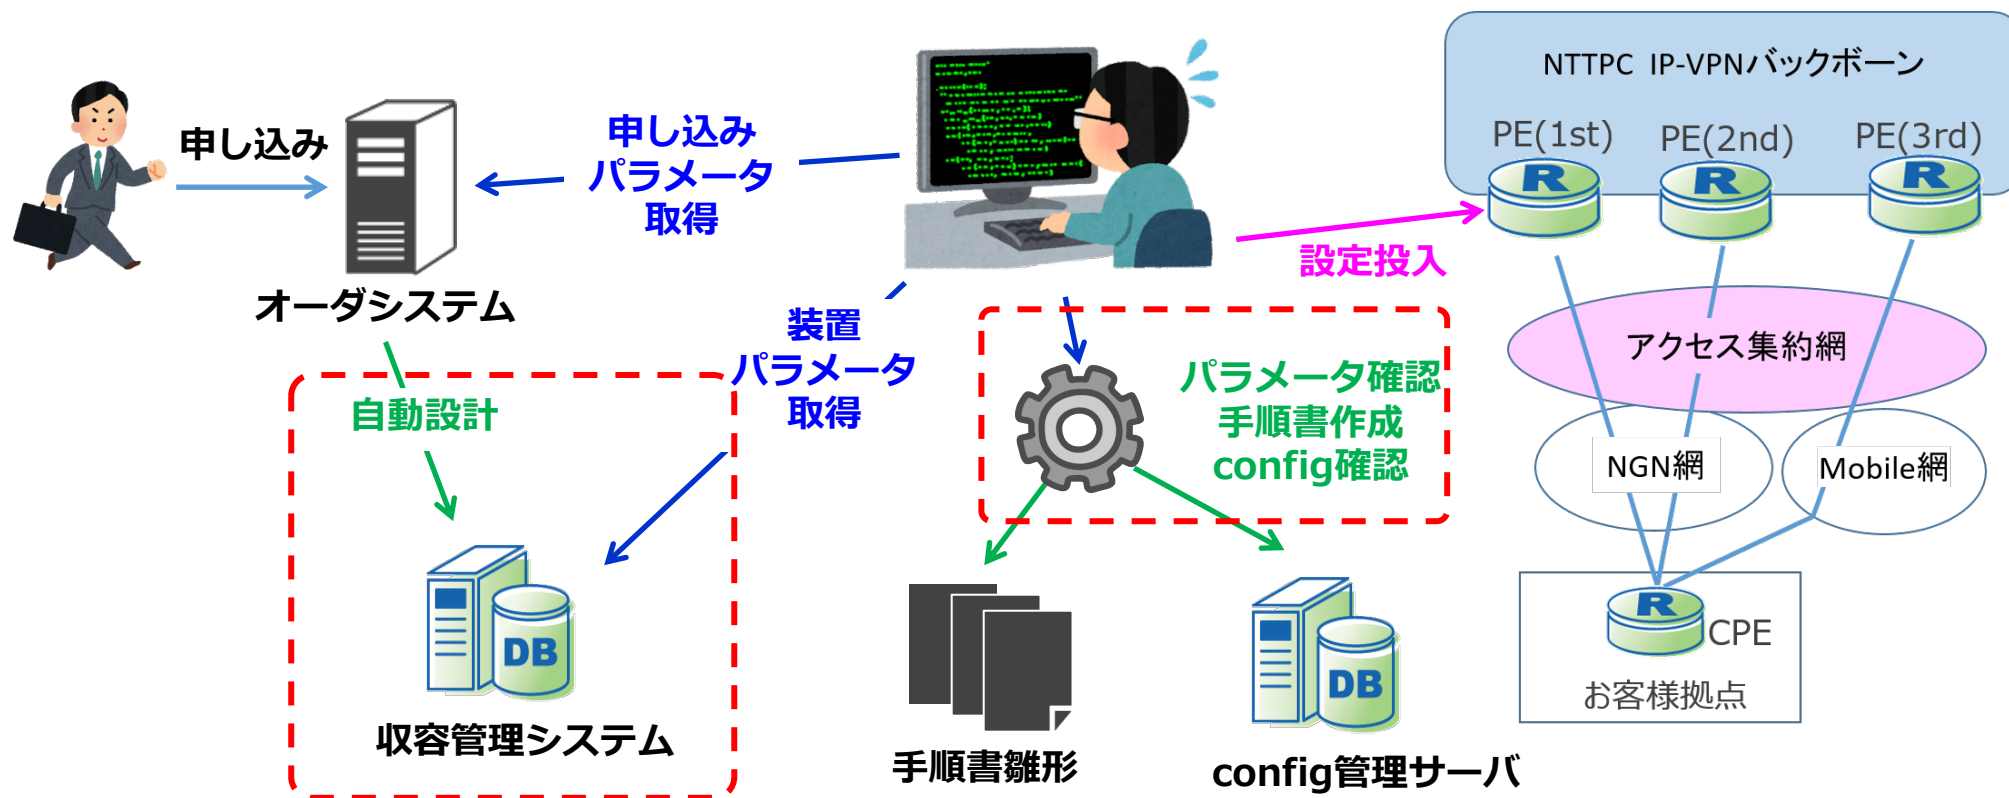 NTTPC IP-VPNバックボーン
PE(1st)
PE(2nd)
PE(3rd)
R
R
R
申し込み
申し込み
パラメータ
取得
設定投入
オーダシステム
装置
パラメータ
取得
アクセス集約網
自動設計
パラメータ確認
手順書作成
config確認
NGN網
Mobile網
R
CPE
お客様拠点
DB
DB
収容管理システム
手順書雛形
config管理サーバ